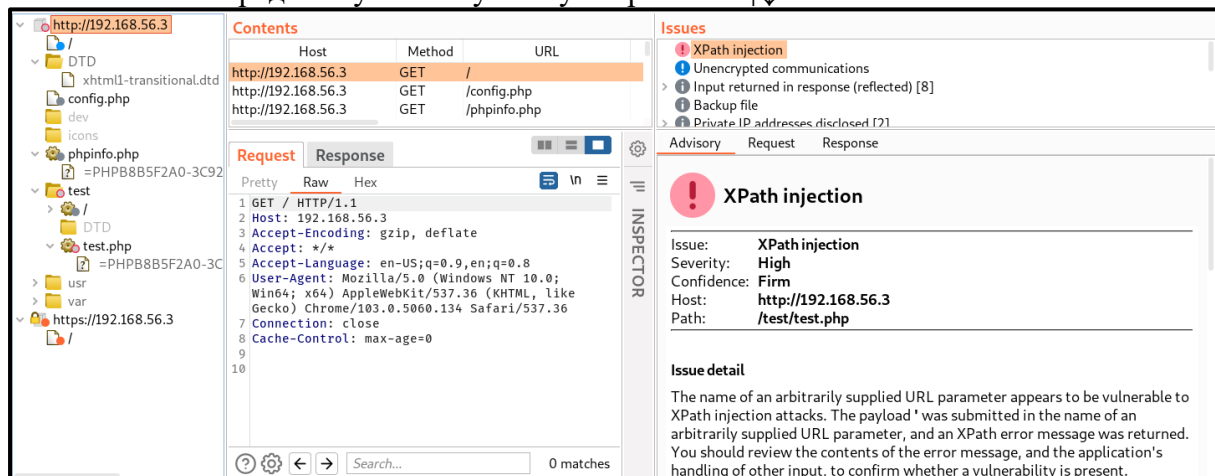 http://192.168.56.3
/
DTD
xhtml1-transitional.dtd
config.php
dev
icons
phpinfo.php
=PHPB8B5F2A0-3C92
test
/
DTD
test.php
=PHPB8B5F2A0-3C
usr
var
https://192.168.56.3
/
Contents
Host Method URL
http://192.168.56.3 GET /
http://192.168.56.3 GET /config.php
http://192.168.56.3 GET /phpinfo.php
Request Response
Pretty Raw Hex \n
1 GET / HTTP/1.1
2 Host: 192.168.56.3
3 Accept-Encoding: gzip, deflate
4 Accept: */*
5 Accept-Language: en-US;q=0.9,en;q=0.8
6 User-Agent: Mozilla/5.0 (Windows NT 10.0;
Win64; x64) AppleWebKit/537.36 (KHTML, like
Gecko) Chrome/103.0.5060.134 Safari/537.36
7 Connection: close
8 Cache-Control: max-age=0
9
10
Search... 0 matches
INSPECTOR
Issues
XPath injection
Unencrypted communications
Input returned in response (reflected) [8]
Backup file
Private IP addresses disclosed [2]
Advisory Request Response
XPath injection
Issue: XPath injection
Severity: High
Confidence: Firm
Host: http://192.168.56.3
Path: /test/test.php
Issue detail
The name of an arbitrarily supplied URL parameter appears to be vulnerable to
XPath injection attacks. The payload ' was submitted in the name of an
arbitrarily supplied URL parameter, and an XPath error message was returned.
You should review the contents of the error message, and the application's
handling of other input, to confirm whether a vulnerability is present.